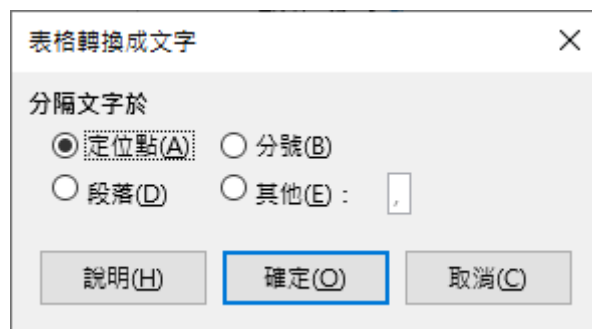 表格轉換成文字
分隔文字於
定位點(A) 分號(B)
段落(D) 其他(E)： ,
說明(H) 確定(O) 取消(C)